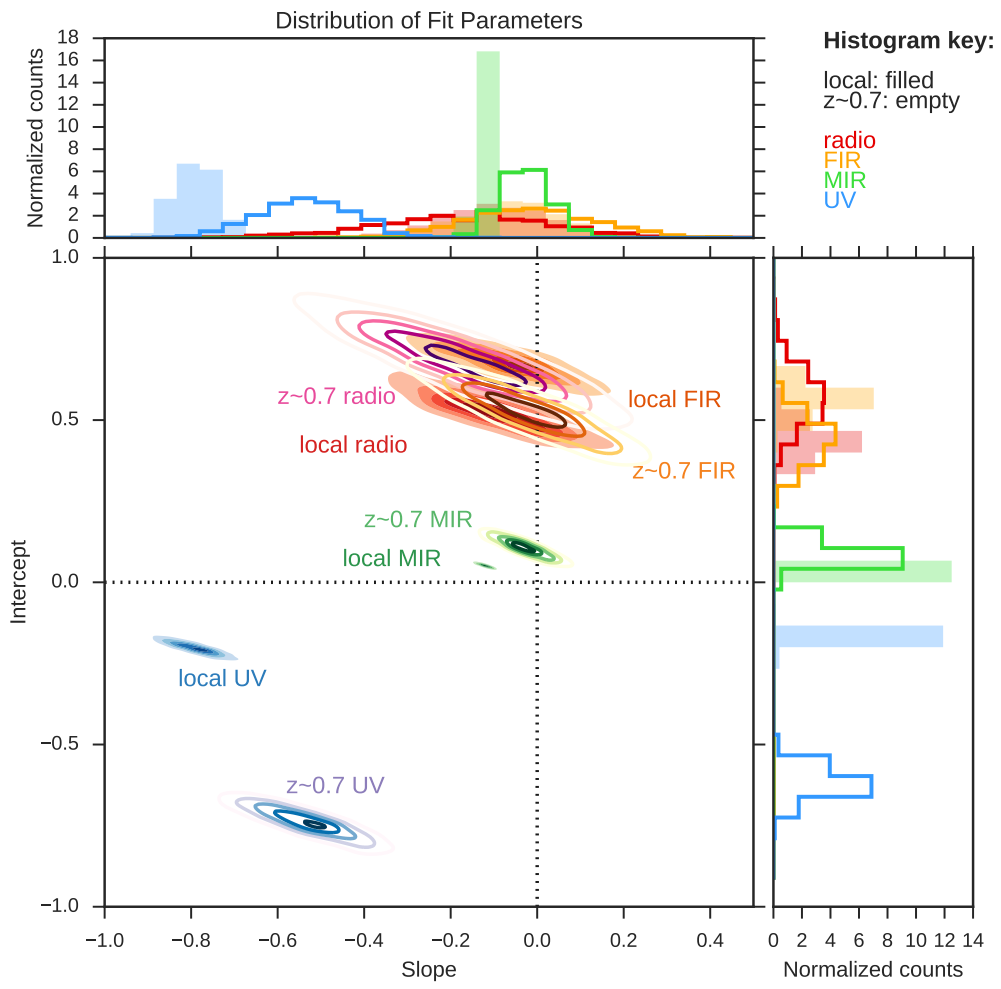 Distribution of Fit Parameters
Normalized counts
18
16
14
12
10
8
6
4
2
0
Histogram key:
local: filled
z~0.7: empty
radio
FIR
MIR
UV
Intercept
1.0
0.5
0.0
−0.5
−1.0
z~0.7 radio
local FIR
local radio
z~0.7 FIR
z~0.7 MIR
local MIR
local UV
z~0.7 UV
−1.0 −0.8 −0.6 −0.4 −0.2 0.0 0.2 0.4
Slope
0 2 4 6 8 10 12 14
Normalized counts